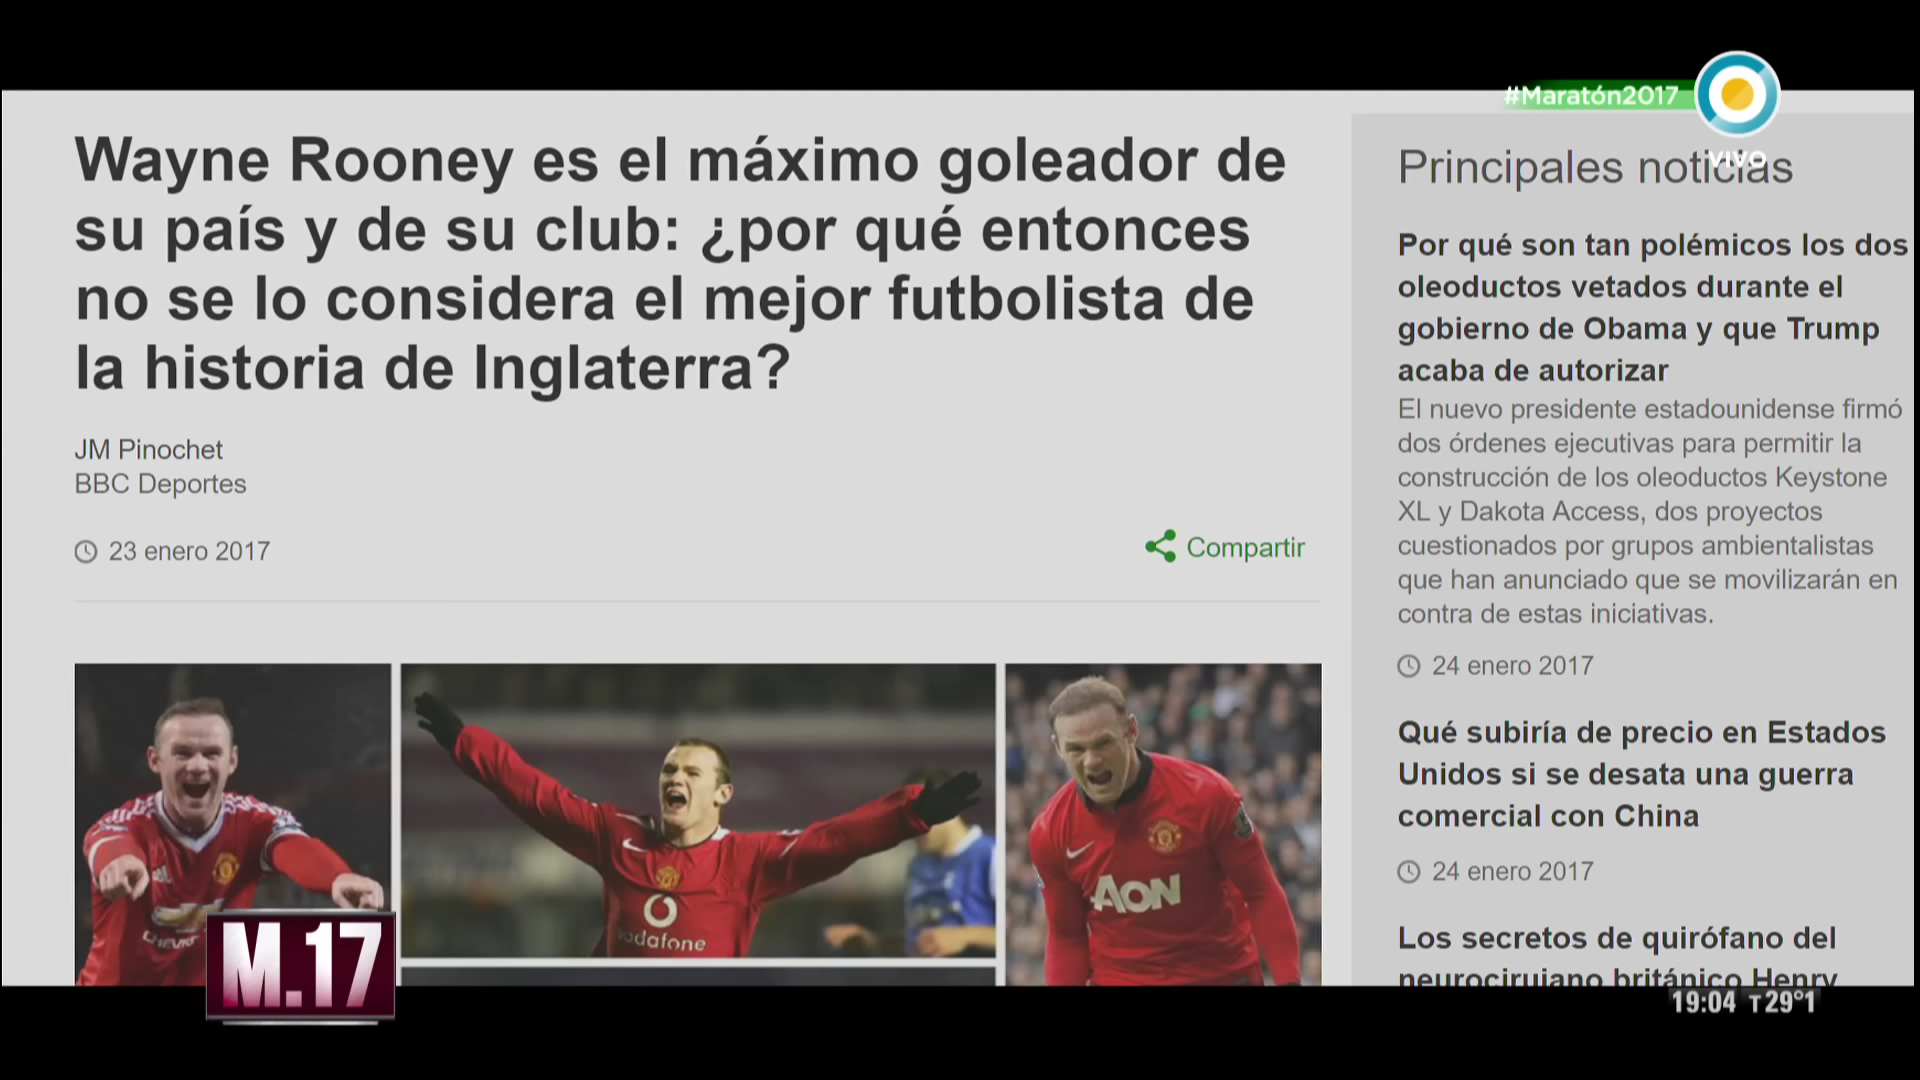 #Maratón2017
VIVO
Wayne Rooney es el máximo goleador de
su país y de su club: ¿por qué entonces
no se lo considera el mejor futbolista de
la historia de Inglaterra?
JM Pinochet
BBC Deportes
23 enero 2017
Compartir
vodafone
AON
CHEVR
M.17
Principales noticias
Por qué son tan polémicos los dos
oleoductos vetados durante el
gobierno de Obama y que Trump
acaba de autorizar
El nuevo presidente estadounidense firmó
dos órdenes ejecutivas para permitir la
construcción de los oleoductos Keystone
XL y Dakota Access, dos proyectos
cuestionados por grupos ambientalistas
que han anunciado que se movilizarán en
contra de estas iniciativas.
24 enero 2017
Qué subiría de precio en Estados
Unidos si se desata una guerra
comercial con China
24 enero 2017
Los secretos de quirófano del
neurocirujano británico Henry
19:04 T29°1